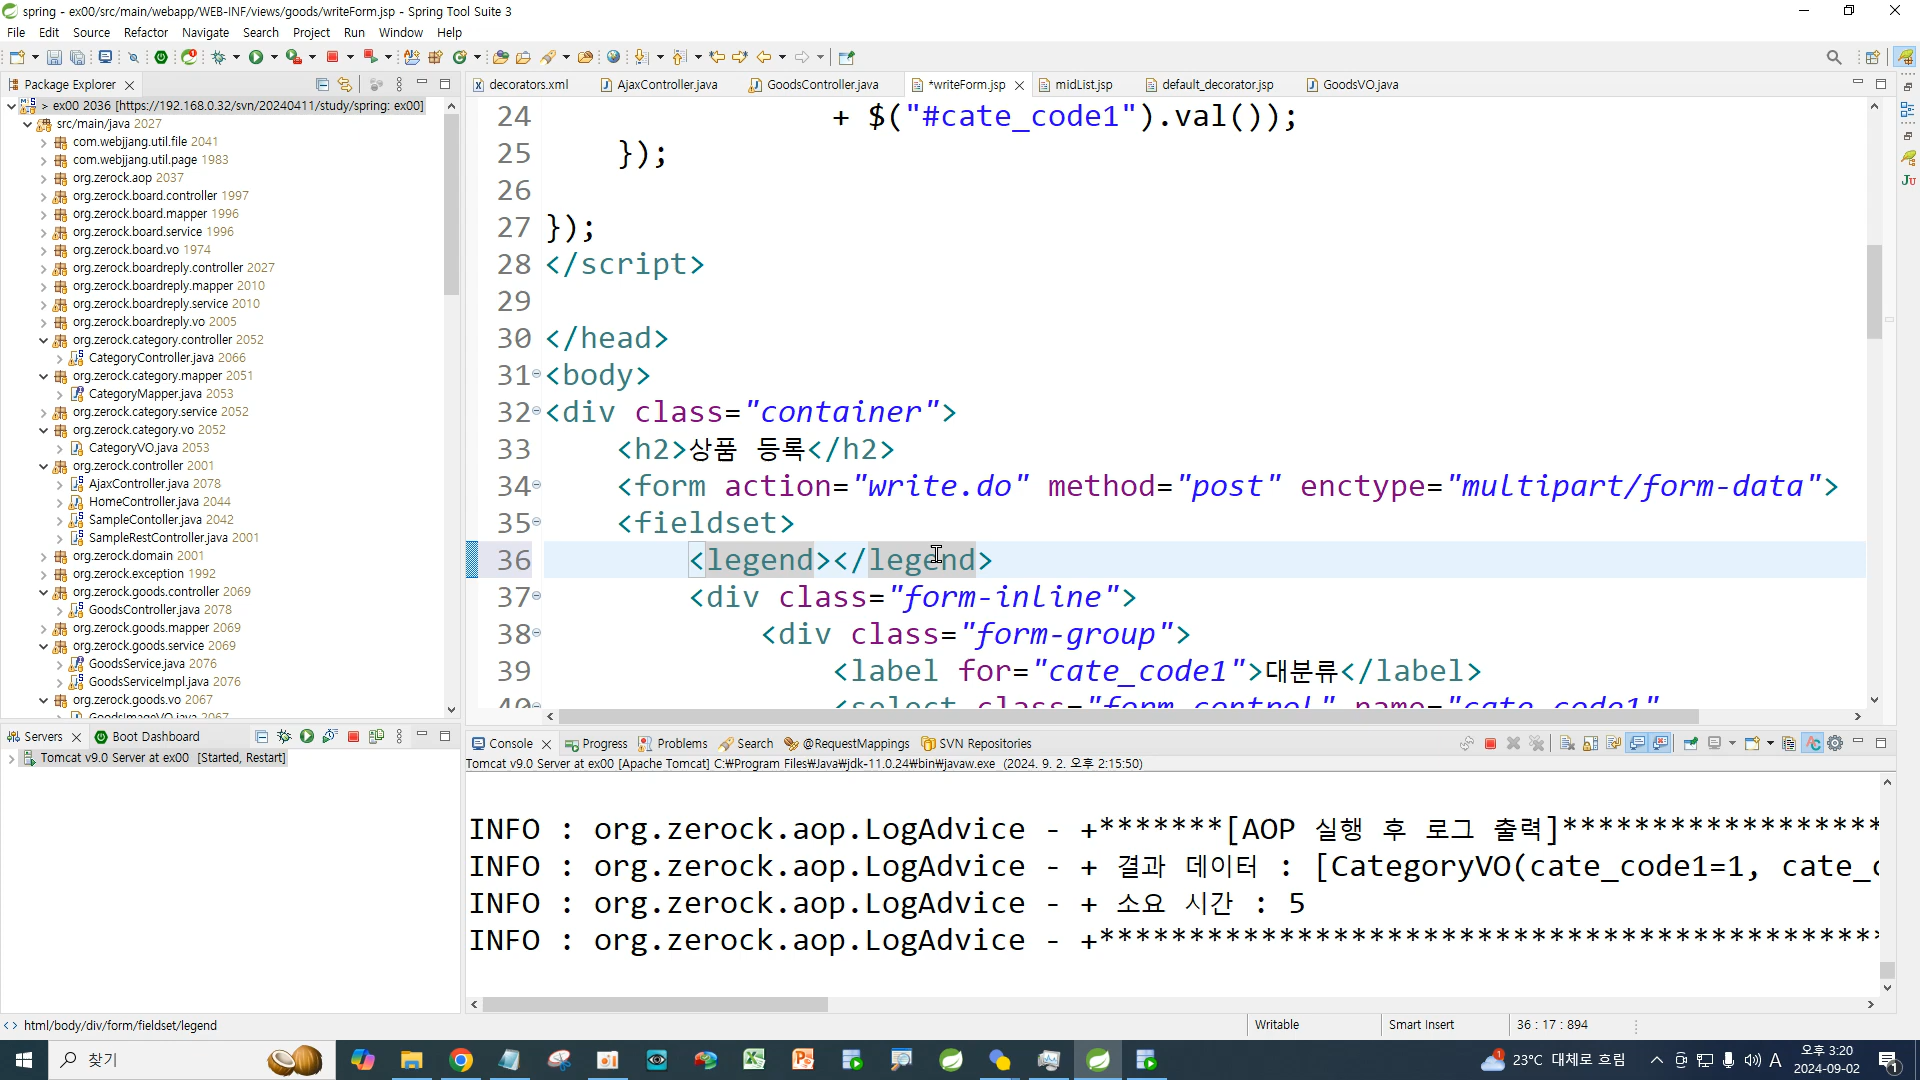 spring - ex00/src/main/webapp/WEB-INF/views/goods/writeForm.jsp - Spring Tool Suite 3
File Edit Source Refactor Navigate Search Project Run Window Help
Package Explorer
decorators.xml AjaxController.java GoodsController.java *writeForm.jsp midList.jsp default_decorator.jsp GoodsVO.java
> ex00 2036 [https://192.168.0.32/svn/20240411/study/spring: ex00]
src/main/java 2027
com.webjjang.util.file 2041
com.webjjang.util.page 1983
org.zerock.aop 2037
org.zerock.board.controller 1997
org.zerock.board.mapper 1996
org.zerock.board.service 1996
org.zerock.board.vo 1974
org.zerock.boardreply.controller 2027
org.zerock.boardreply.mapper 2010
org.zerock.boardreply.service 2010
org.zerock.boardreply.vo 2005
org.zerock.category.controller 2052
CategoryController.java 2066
org.zerock.category.mapper 2051
CategoryMapper.java 2053
org.zerock.category.service 2052
org.zerock.category.vo 2052
CategoryVO.java 2053
org.zerock.controller 2001
AjaxController.java 2078
HomeController.java 2044
SampleContoller.java 2042
SampleRestController.java 2001
org.zerock.domain 2001
org.zerock.exception 1992
org.zerock.goods.controller 2069
GoodsController.java 2078
org.zerock.goods.mapper 2069
org.zerock.goods.service 2069
GoodsService.java 2076
GoodsServiceImpl.java 2076
org.zerock.goods.vo 2067
GoodsImageVO.java 2067
24 + $("#cate_code1").val());
25 });
26
27 });
28 </script>
29
30 </head>
31 <body>
32 <div class="container">
33 <h2>상품 등록</h2>
34 <form action="write.do" method="post" enctype="multipart/form-data">
35 <fieldset>
36 <legend></legend>
37 <div class="form-inline">
38 <div class="form-group">
39 <label for="cate_code1">대분류</label>
40 <select class="form-control" name="cate_code1"
Servers Boot Dashboard
Tomcat v9.0 Server at ex00 [Started, Restart]
Console Progress Problems Search @RequestMappings SVN Repositories
Tomcat v9.0 Server at ex00 [Apache Tomcat] C:₩Program Files₩Java₩jdk-11.0.24₩bin₩javaw.exe (2024. 9. 2. 오후 2:15:50)
INFO : org.zerock.aop.LogAdvice - +*******[AOP 실행 후 로그 출력]******************
INFO : org.zerock.aop.LogAdvice - + 결과 데이터 : [CategoryVO(cate_code1=1, cate_c
INFO : org.zerock.aop.LogAdvice - + 소요 시간 : 5
INFO : org.zerock.aop.LogAdvice - +********************************************
html/body/div/form/fieldset/legend
Writable
Smart Insert
36 : 17 : 894
찾기
23°C 대체로 흐림
A
오후 3:20
2024-09-02
1